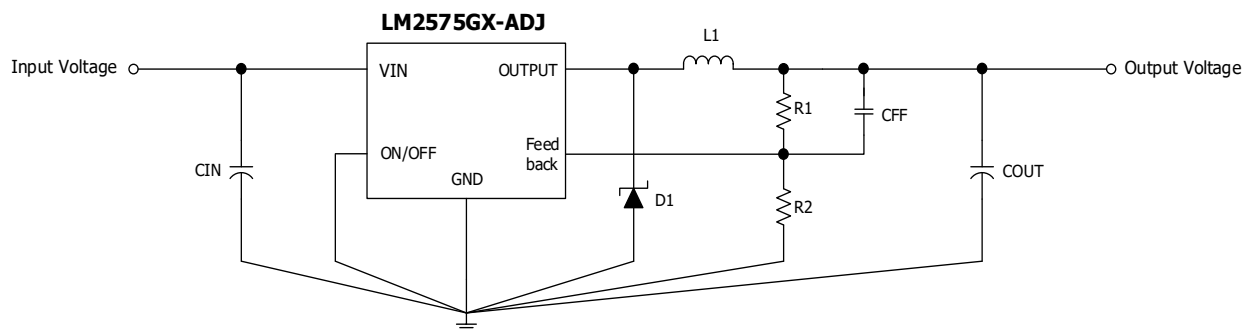 LM2575GX-ADJ
L1
Input Voltage
VIN
OUTPUT
Output Voltage
R1
CFF
ON/OFF
Feed
back
CIN
GND
COUT
D1
R2